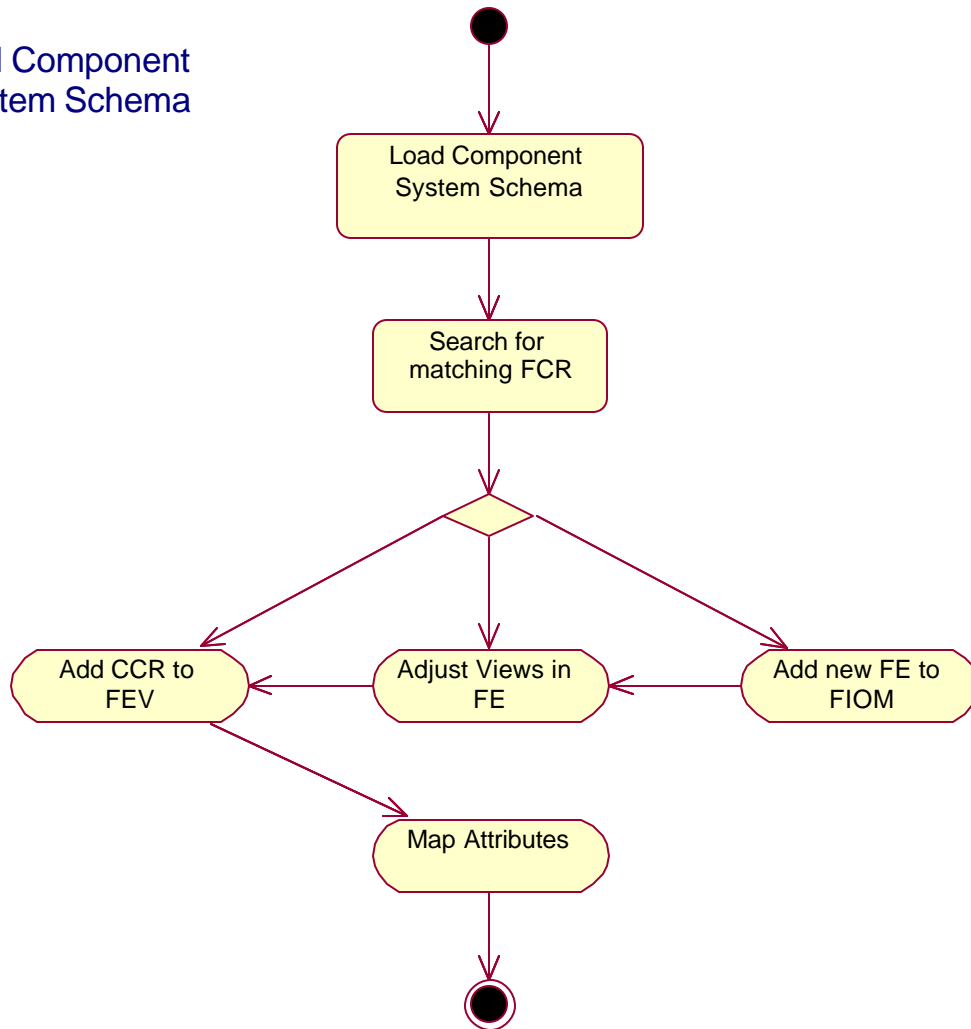 Component
tem Schema
Load Component
System Schema
Search for
matching FCR
Add CCR to
FEV
Adjust Views in
FE
Add new FE to
FIOM
Map Attributes